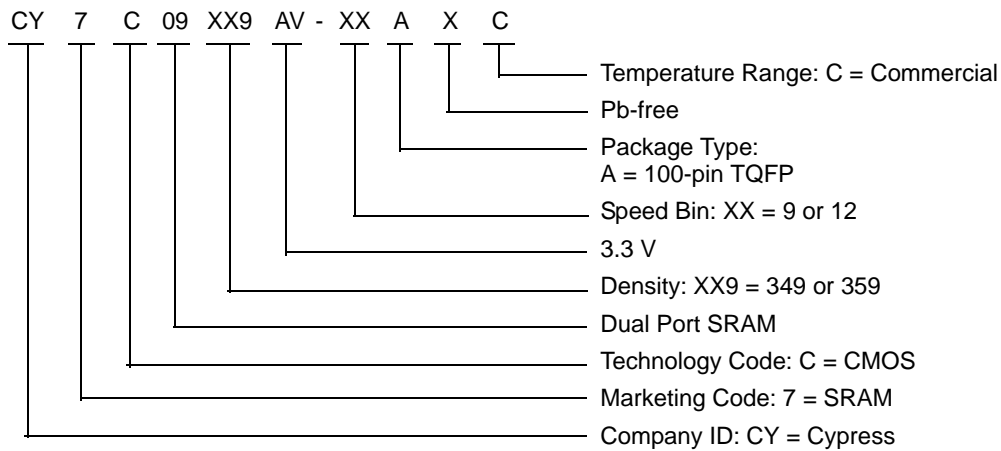 CY 7 C 09 XX9 AV - XX A X C
Temperature Range: C = Commercial
Pb-free
Package Type:
A = 100-pin TQFP
Speed Bin: XX = 9 or 12
3.3 V
Density: XX9 = 349 or 359
Dual Port SRAM
Technology Code: C = CMOS
Marketing Code: 7 = SRAM
Company ID: CY = Cypress